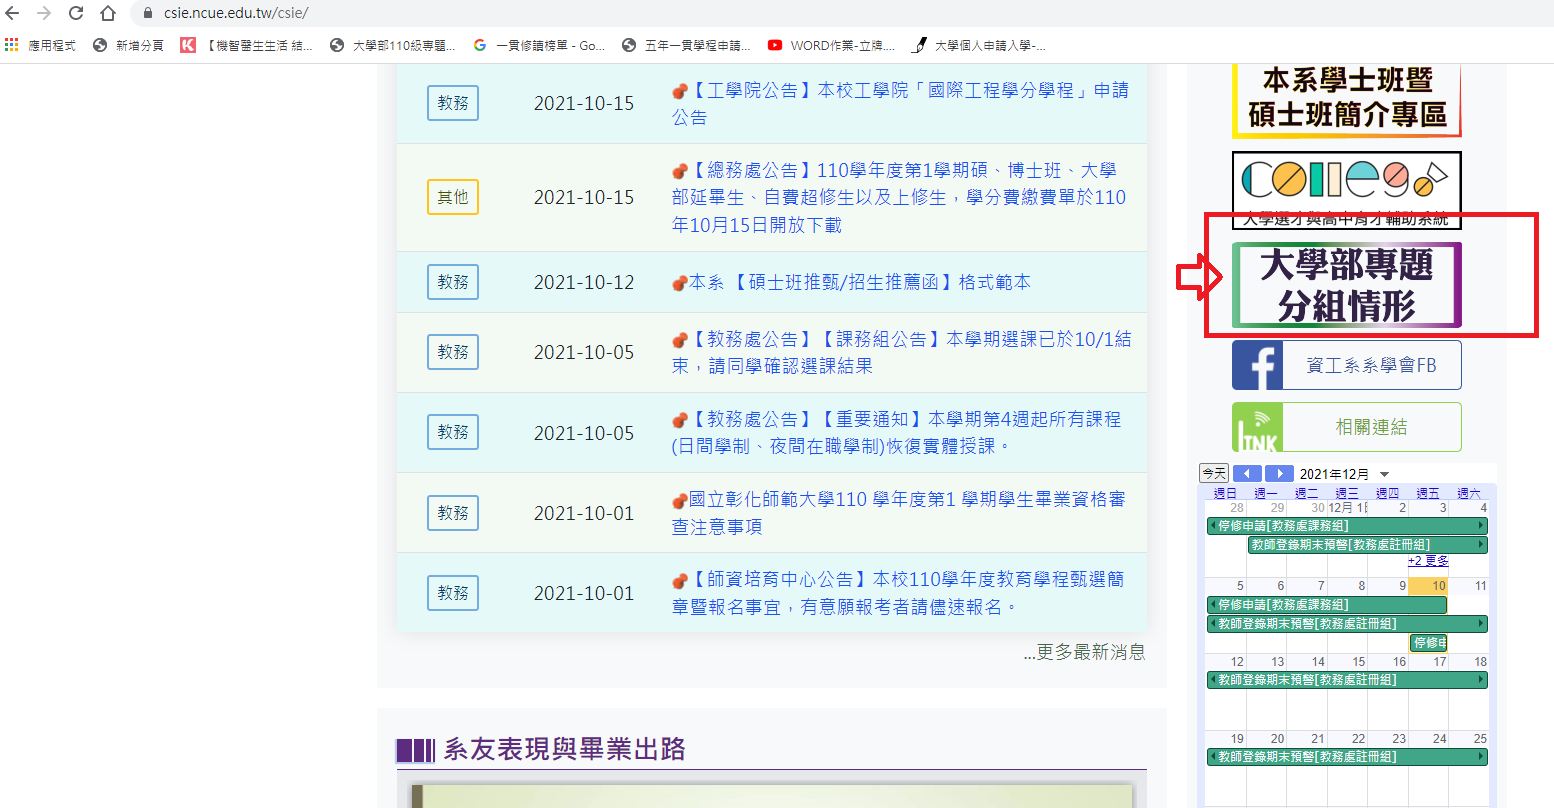 csie.ncue.edu.tw/csie/
應用程式
新增分頁
【機智醫生生活 結...
大學部110級專題...
一貫修讀榜單 - Go...
五年一貫學程申請...
WORD作業-立牌....
大學個人申請入學-...
教務
2021-10-15
【工學院公告】本校工學院「國際工程學分學程」申請
公告
其他
2021-10-15
【總務處公告】110學年度第1學期碩、博士班、大學
部延畢生、自費超修生以及上修生，學分費繳費單於110
年10月15日開放下載
教務
2021-10-12
本系 【碩士班推甄/招生推薦函】格式範本
教務
2021-10-05
【教務處公告】【課務組公告】本學期選課已於10/1結
束，請同學確認選課結果
教務
2021-10-05
【教務處公告】【重要通知】本學期第4週起所有課程
(日間學制、夜間在職學制)恢復實體授課。
教務
2021-10-01
國立彰化師範大學110 學年度第1 學期學生畢業資格審
查注意事項
教務
2021-10-01
【師資培育中心公告】本校110學年度教育學程甄選簡
章暨報名事宜，有意願報考者請儘速報名。
...更多最新消息
系友表現與畢業出路
本系學士班暨
碩士班簡介專區
ColleGo!
大學選才與高中育才輔助系統
大學部專題
分組情形
f
資工系系學會FB
LINK
相關連結
今天
2021年12月
週日 週一 週二 週三 週四 週五 週六
28 29 30 12月 1日 2 3 4
停修申請[教務處課務組]
教師登錄期末預警[教務處註冊組]
+2 更多
5 6 7 8 9 10 11
停修申請[教務處課務組]
教師登錄期末預警[教務處註冊組]
停修申
12 13 14 15 16 17 18
教師登錄期末預警[教務處註冊組]
19 20 21 22 23 24 25
教師登錄期末預警[教務處註冊組]